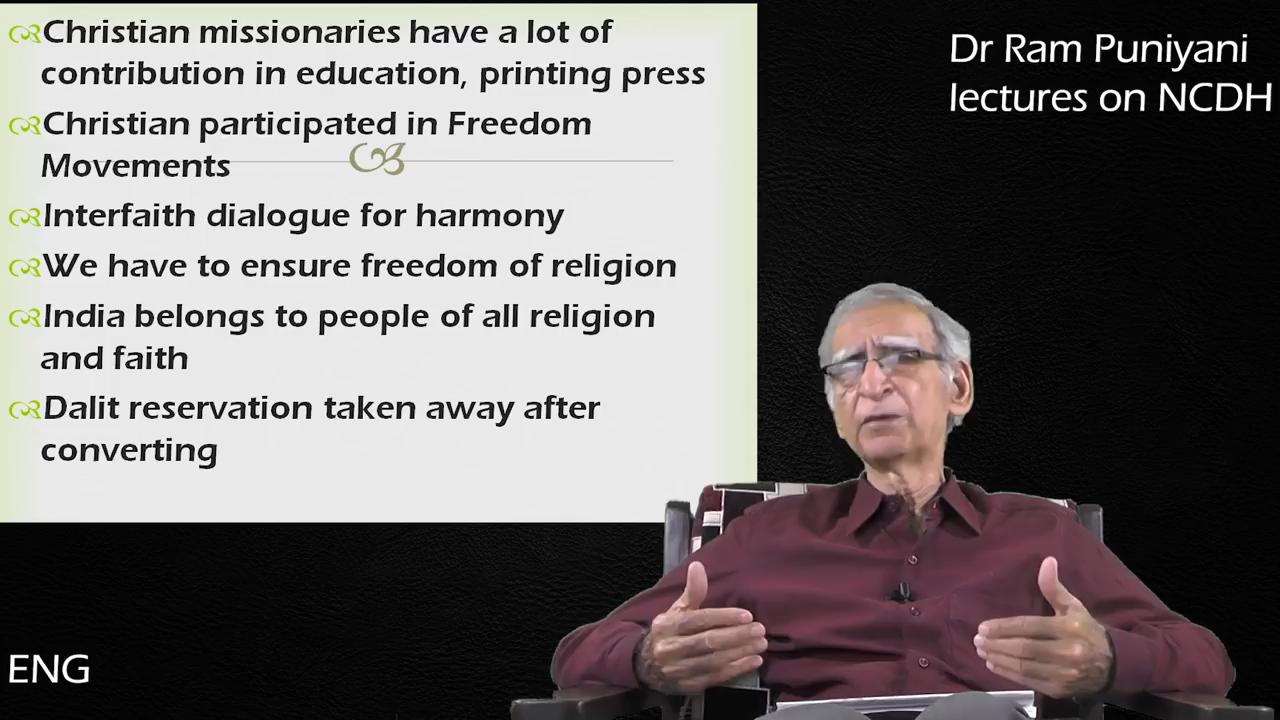 Christian missionaries have a lot of
contribution in education, printing press
Christian participated in Freedom
Movements
Interfaith dialogue for harmony
We have to ensure freedom of religion
India belongs to people of all religion
and faith
Dalit reservation taken away after
converting
Dr Ram Puniyani
lectures on NCDH
ENG